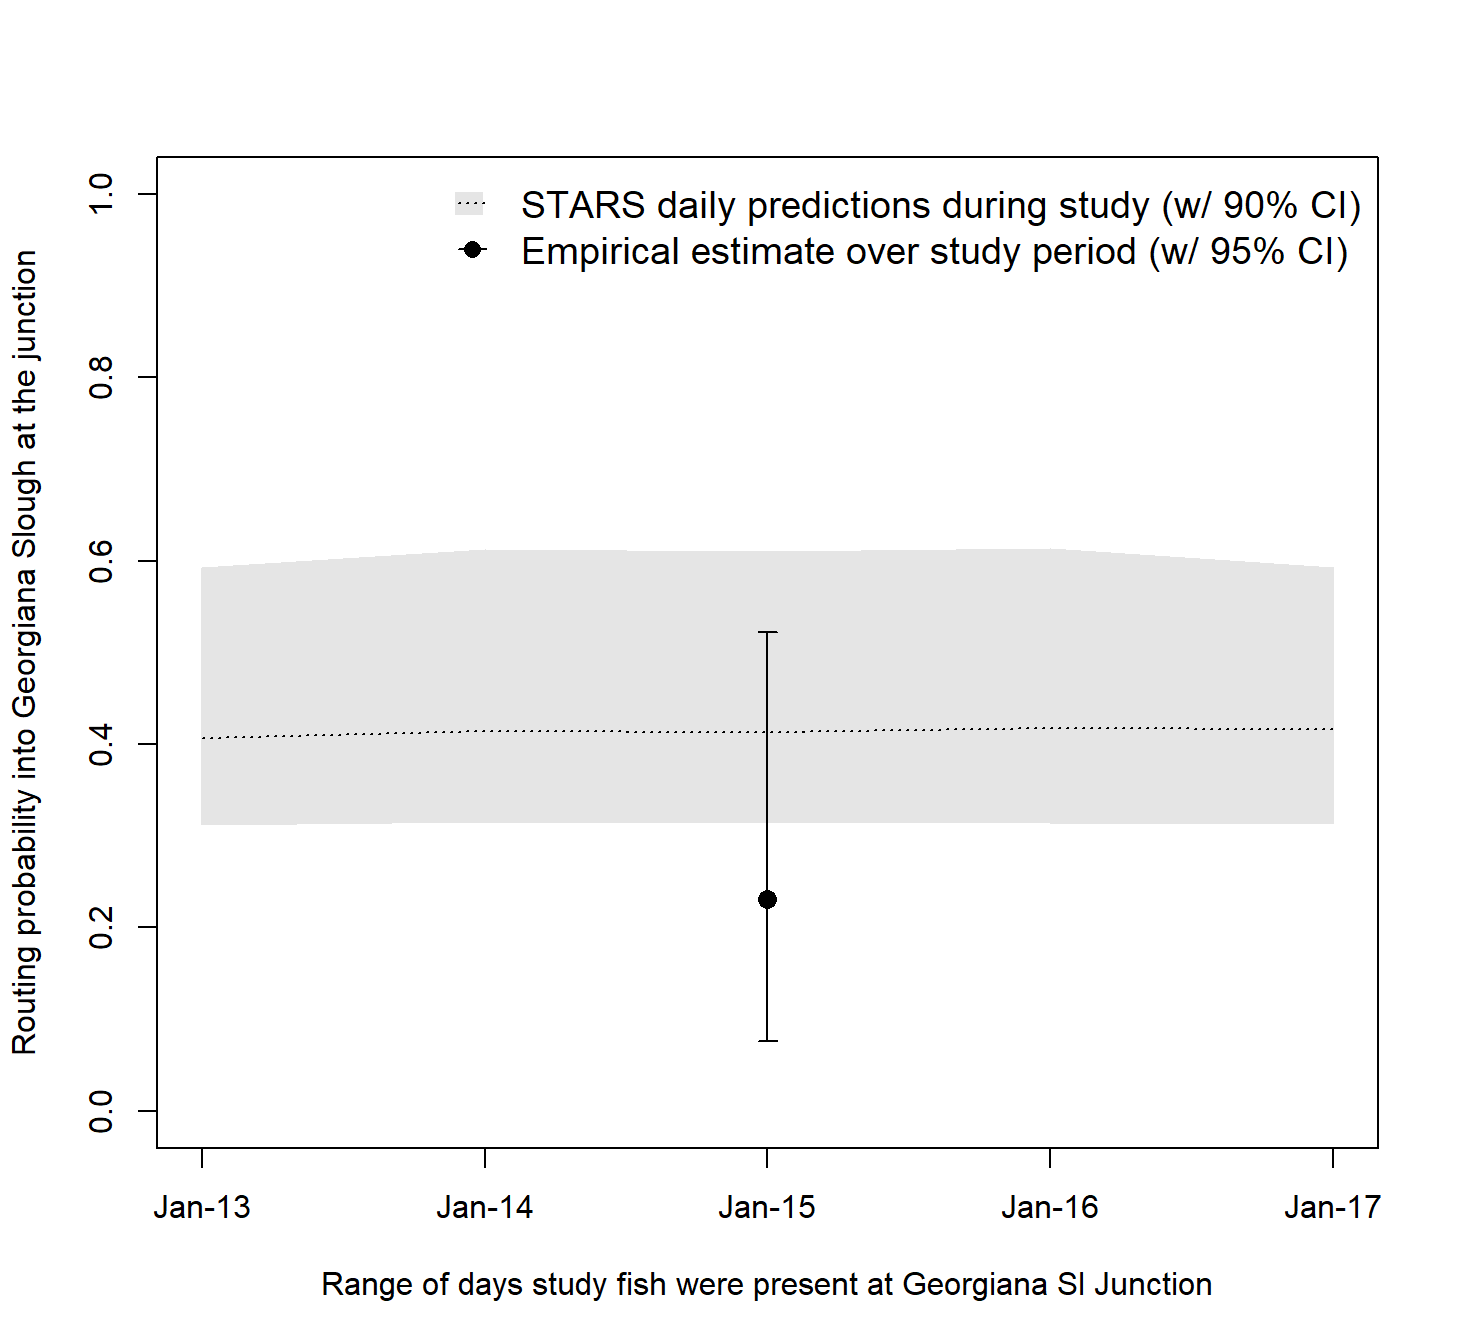 STARS daily predictions during study (w/ 90% CI)
Empirical estimate over study period (w/ 95% CI)
Routing probability into Georgiana Slough at the junction
1.0
0.8
0.6
0.4
0.2
0.0
Jan-13 Jan-14 Jan-15 Jan-16 Jan-17
Range of days study fish were present at Georgiana Sl Junction